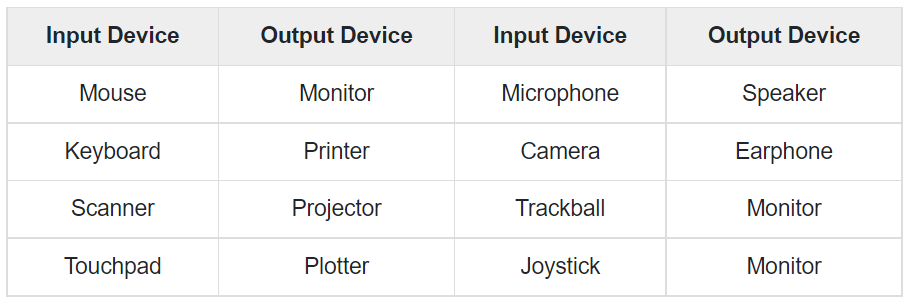 Input Device Output Device Input Device Output Device
Mouse Monitor Microphone Speaker
Keyboard Printer Camera Earphone
Scanner Projector Trackball Monitor
Touchpad Plotter Joystick Monitor